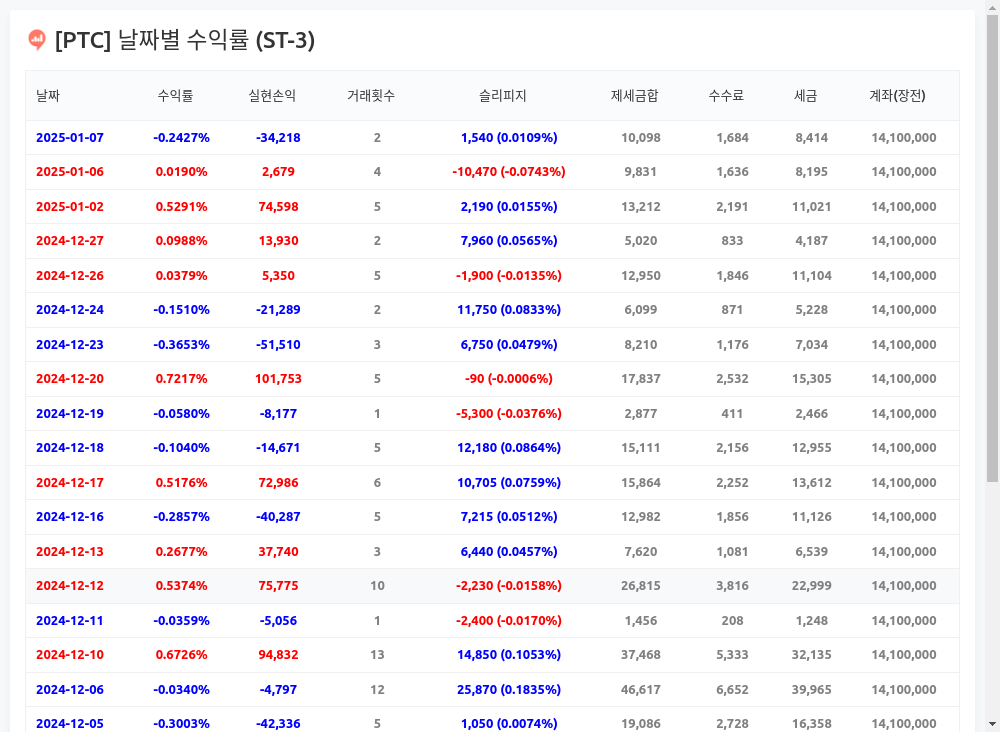 [PTC] 날짜별 수익률 (ST-3)
날짜 수익률 실현손익 거래횟수 슬리피지 제세금합 수수료 세금 계좌(장전)
2025-01-07 -0.2427% -34,218 2 1,540 (0.0109%) 10,098 1,684 8,414 14,100,000
2025-01-06 0.0190% 2,679 4 -10,470 (-0.0743%) 9,831 1,636 8,195 14,100,000
2025-01-02 0.5291% 74,598 5 2,190 (0.0155%) 13,212 2,191 11,021 14,100,000
2024-12-27 0.0988% 13,930 2 7,960 (0.0565%) 5,020 833 4,187 14,100,000
2024-12-26 0.0379% 5,350 5 -1,900 (-0.0135%) 12,950 1,846 11,104 14,100,000
2024-12-24 -0.1510% -21,289 2 11,750 (0.0833%) 6,099 871 5,228 14,100,000
2024-12-23 -0.3653% -51,510 3 6,750 (0.0479%) 8,210 1,176 7,034 14,100,000
2024-12-20 0.7217% 101,753 5 -90 (-0.0006%) 17,837 2,532 15,305 14,100,000
2024-12-19 -0.0580% -8,177 1 -5,300 (-0.0376%) 2,877 411 2,466 14,100,000
2024-12-18 -0.1040% -14,671 5 12,180 (0.0864%) 15,111 2,156 12,955 14,100,000
2024-12-17 0.5176% 72,986 6 10,705 (0.0759%) 15,864 2,252 13,612 14,100,000
2024-12-16 -0.2857% -40,287 5 7,215 (0.0512%) 12,982 1,856 11,126 14,100,000
2024-12-13 0.2677% 37,740 3 6,440 (0.0457%) 7,620 1,081 6,539 14,100,000
2024-12-12 0.5374% 75,775 10 -2,230 (-0.0158%) 26,815 3,816 22,999 14,100,000
2024-12-11 -0.0359% -5,056 1 -2,400 (-0.0170%) 1,456 208 1,248 14,100,000
2024-12-10 0.6726% 94,832 13 14,850 (0.1053%) 37,468 5,333 32,135 14,100,000
2024-12-06 -0.0340% -4,797 12 25,870 (0.1835%) 46,617 6,652 39,965 14,100,000
2024-12-05 -0.3003% -42,336 5 1,050 (0.0074%) 19,086 2,728 16,358 14,100,000